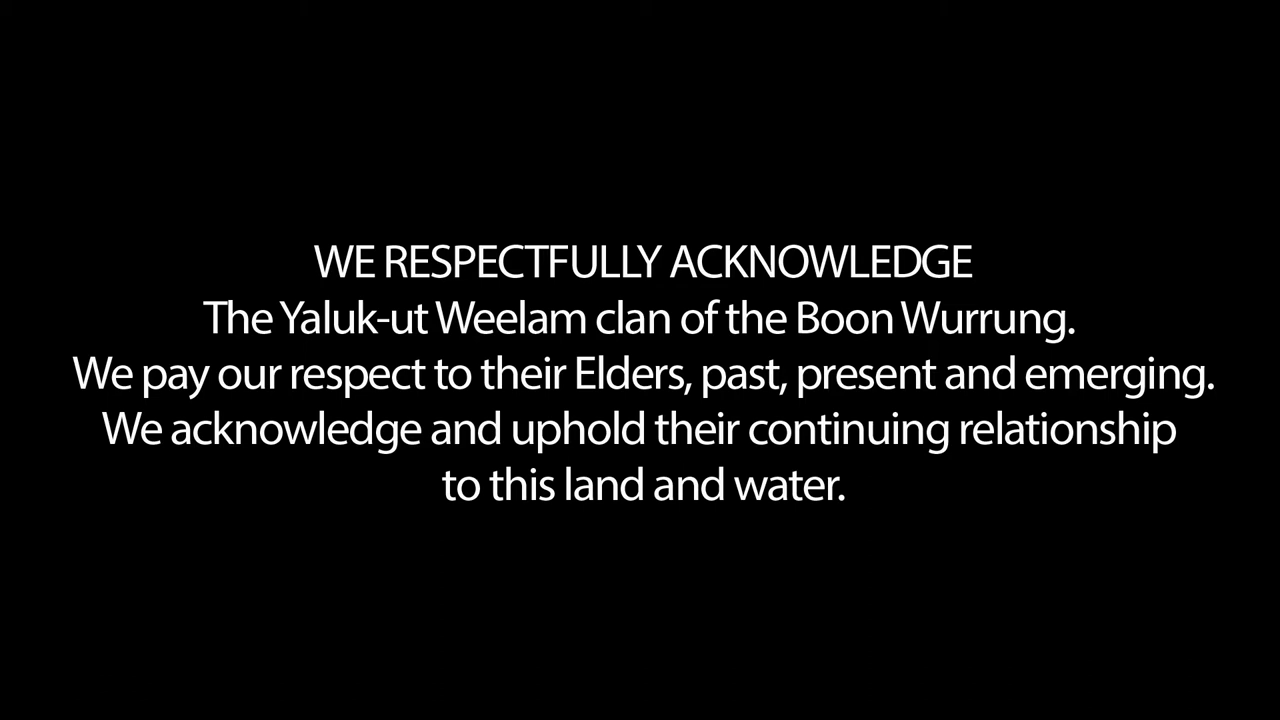 WE RESPECTFULLY ACKNOWLEDGE
The Yaluk-ut Weelam clan of the Boon Wurrung.
We pay our respect to their Elders, past, present and emerging.
We acknowledge and uphold their continuing relationship
to this land and water.